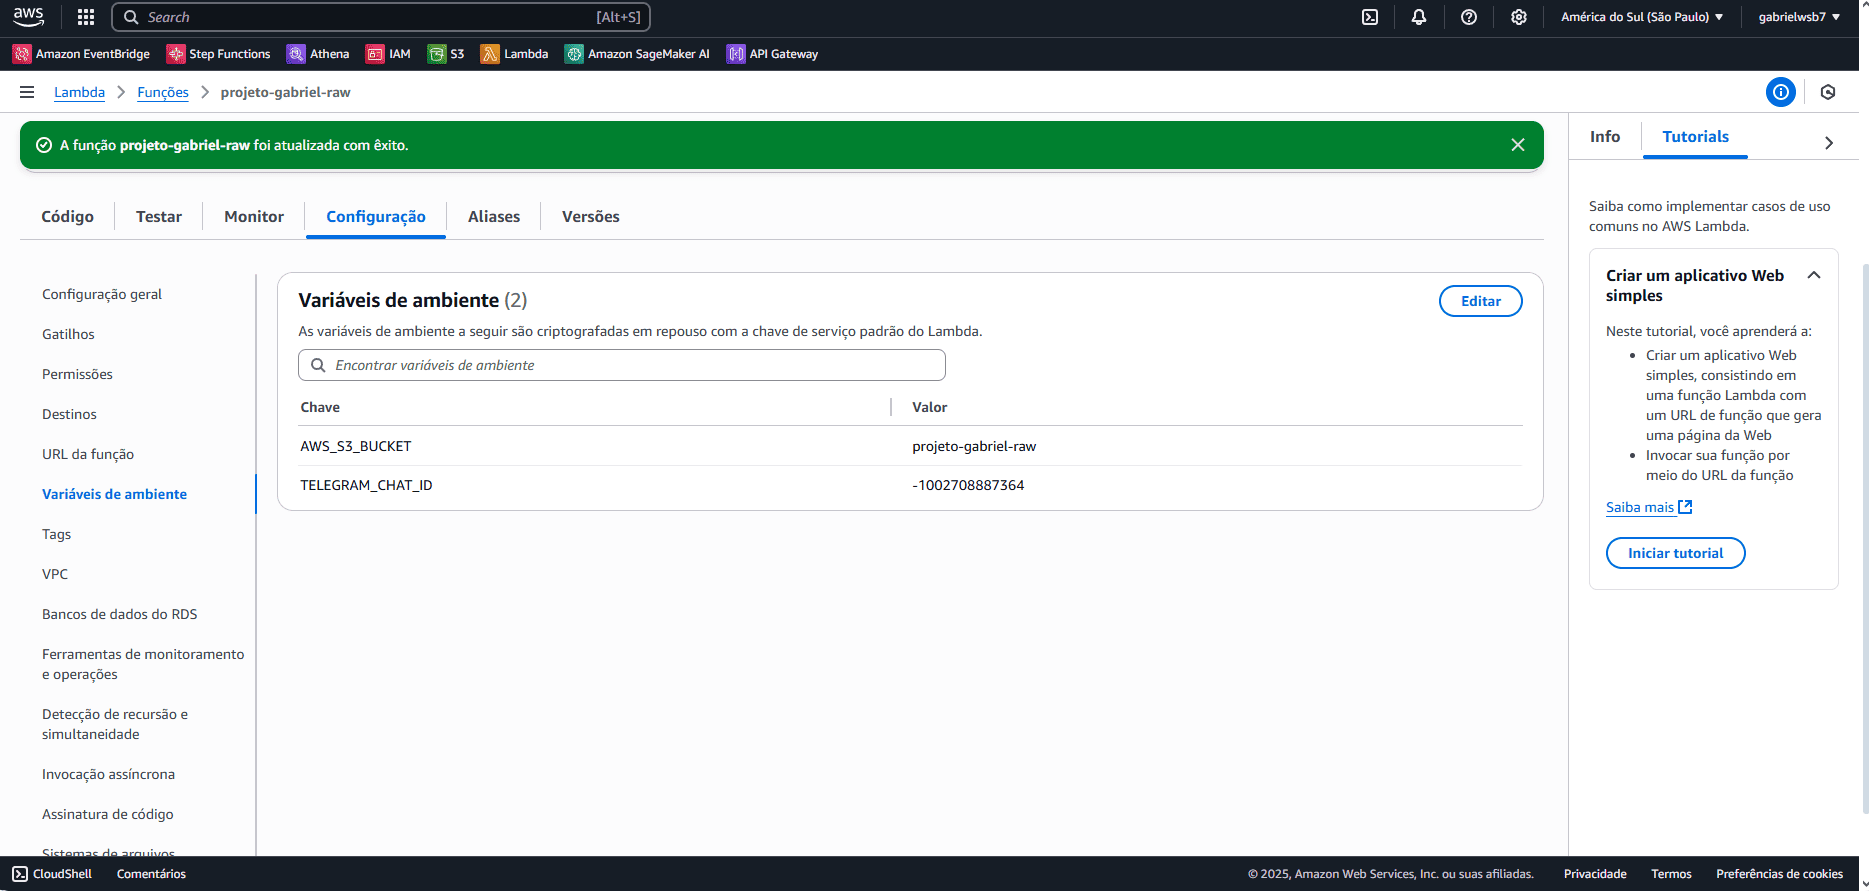 aws
Search [Alt+S]
América do Sul (São Paulo) ▼
gabrielwsb7 ▼
Amazon EventBridge
Step Functions
Athena
IAM
S3
Lambda
Amazon SageMaker AI
API Gateway
Lambda > Funções > projeto-gabriel-raw
A função projeto-gabriel-raw foi atualizada com êxito.
Código
Testar
Monitor
Configuração
Aliases
Versões
Configuração geral
Gatilhos
Permissões
Destinos
URL da função
Variáveis de ambiente
Tags
VPC
Bancos de dados do RDS
Ferramentas de monitoramento
e operações
Detecção de recursão e
simultaneidade
Invocação assíncrona
Assinatura de código
Sistemas de arquivos
Variáveis de ambiente (2)
Editar
As variáveis de ambiente a seguir são criptografadas em repouso com a chave de serviço padrão do Lambda.
Encontrar variáveis de ambiente
Chave Valor
AWS_S3_BUCKET projeto-gabriel-raw
TELEGRAM_CHAT_ID -1002708887364
Info
Tutorials
Saiba como implementar casos de uso
comuns no AWS Lambda.
Criar um aplicativo Web
simples
Neste tutorial, você aprenderá a:
• Criar um aplicativo Web
simples, consistindo em
uma função Lambda com
um URL de função que gera
uma página da Web
• Invocar sua função por
meio do URL da função
Saiba mais
Iniciar tutorial
CloudShell
Comentários
© 2025, Amazon Web Services, Inc. ou suas afiliadas.
Privacidade
Termos
Preferências de cookies